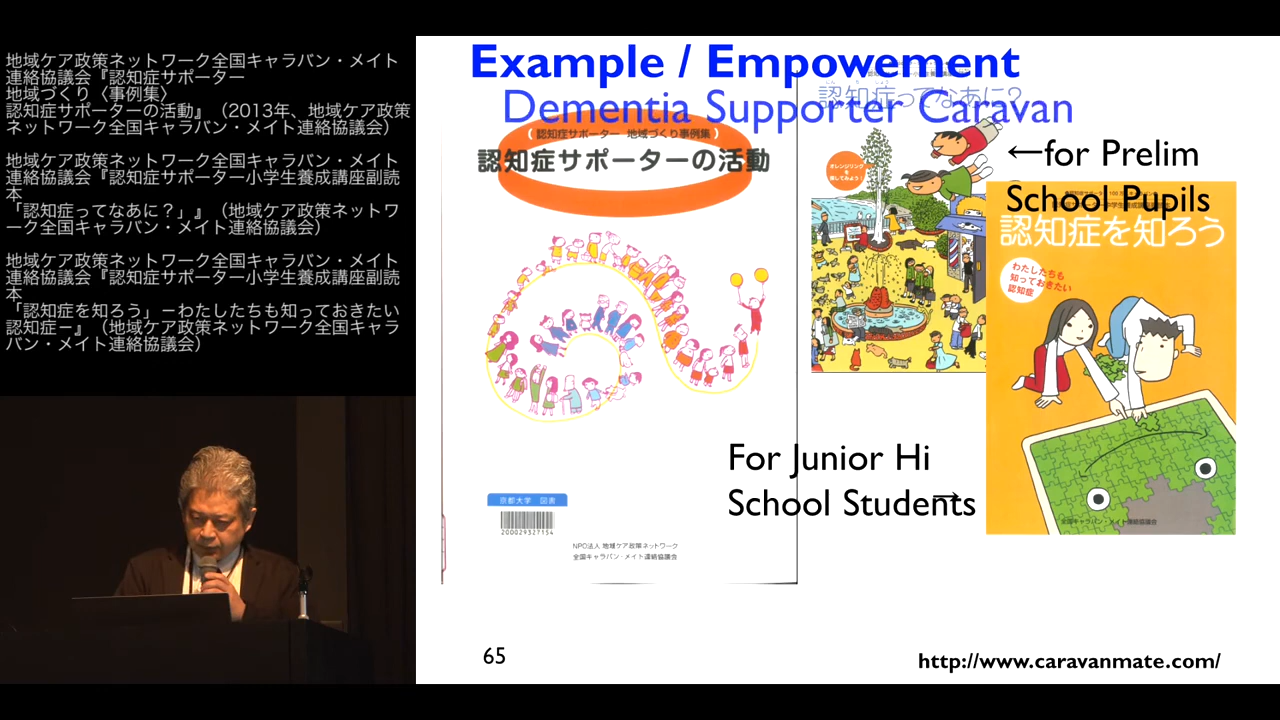 地域ケア政策ネットワーク全国キャラバン・メイト
連絡協議会『認知症サポーター
地域づくり〈事例集〉
認知症サポーターの活動』（2013年、地域ケア政策
ネットワーク全国キャラバン・メイト連絡協議会）
地域ケア政策ネットワーク全国キャラバン・メイト
連絡協議会『認知症サポーター小学生養成講座副読
本
「認知症ってなあに？」』（地域ケア政策ネットワ
ーク全国キャラバン・メイト連絡協議会）
地域ケア政策ネットワーク全国キャラバン・メイト
連絡協議会『認知症サポーター小学生養成講座副読
本
「認知症を知ろう」－わたしたちも知っておきたい
認知症－』（地域ケア政策ネットワーク全国キャラ
バン・メイト連絡協議会）
Example / Empowement
Dementia Supporter Caravan
認知症ってなあに？
（認知症サポーター 地域づくり事例集）
認知症サポーターの活動
オレンジリング
を
探してみよう！
←for Prelim
School Pupils
認知症を知ろう
わたしたちも
知っておきたい
認知症
For Junior Hi
School Students
→
京都大学 図書
200029327154
NPO法人 地域ケア政策ネットワーク
全国キャラバン・メイト連絡協議会
全国キャラバン・メイト連絡協議会
65
http://www.caravanmate.com/